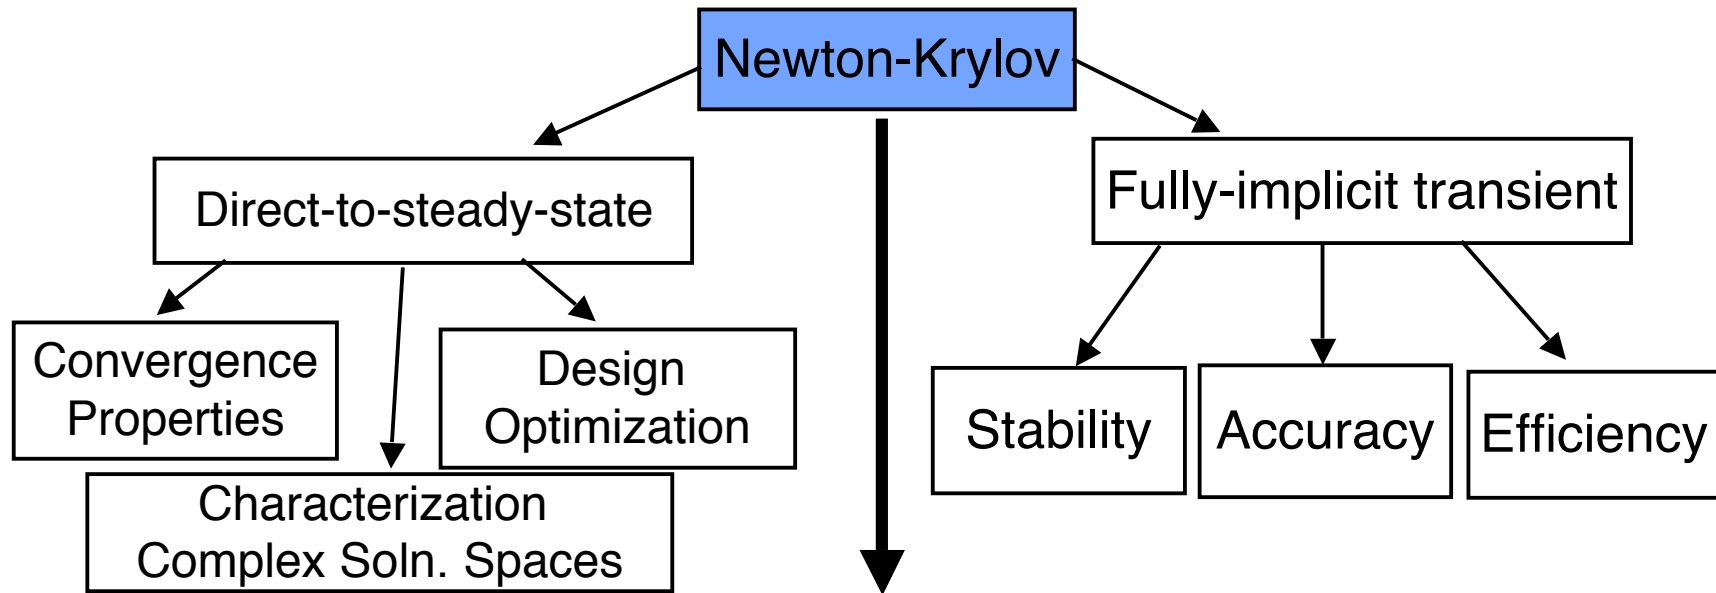 Newton-Krylov
Direct-to-steady-state
Fully-implicit transient
Convergence
Properties
Design
Optimization
Characterization
Complex Soln. Spaces
Stability
Accuracy
Efficiency